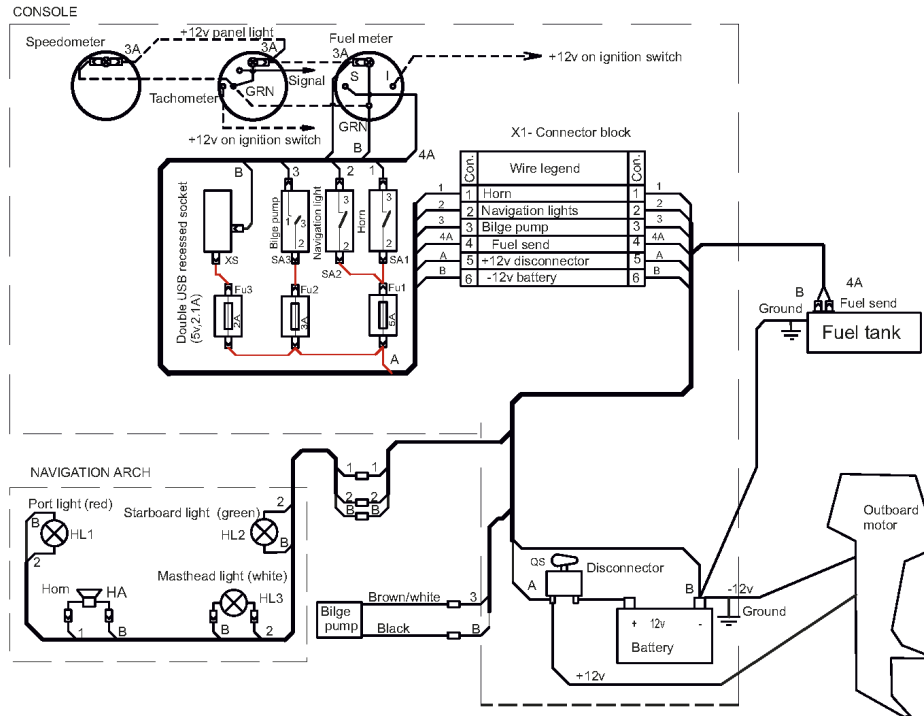 CONSOLE
Speedometer
3A
+12v panel light
3A
Fuel meter
3A
+12v on ignition switch
Signal
S
I
GRN
Tachometer
GRN
+12v on ignition switch
B
4A
X1- Connector block
Con.
Wire legend
Con.
1
1
Horn
1
1
2
2
Navigation lights
2
2
3
3
Bilge pump
3
3
4A
4
Fuel send
4
4A
A
5
+12v disconnector
5
A
B
6
-12v battery
6
B
Double USB recessed socket
(5v,2.1A)
B
3
2
1
Bilge pump
Navigation light
Horn
3
1
3
2
3
2
3
2
XS
SA3
SA2
SA1
Fu3
Fu2
Fu1
2A
3A
5A
A
B
4A
Ground
Fuel send
Fuel tank
NAVIGATION ARCH
Port light (red)
B
HL1
2
Starboard light (green)
2
HL2
B
1
1
2
2
B
B
Horn
HA
1
B
Masthead light (white)
HL3
B
2
Bilge
pump
Brown/white
3
Black
B
QS
Disconnector
A
B
-12v
Ground
+
12v
-
Battery
+12v
Outboard
motor